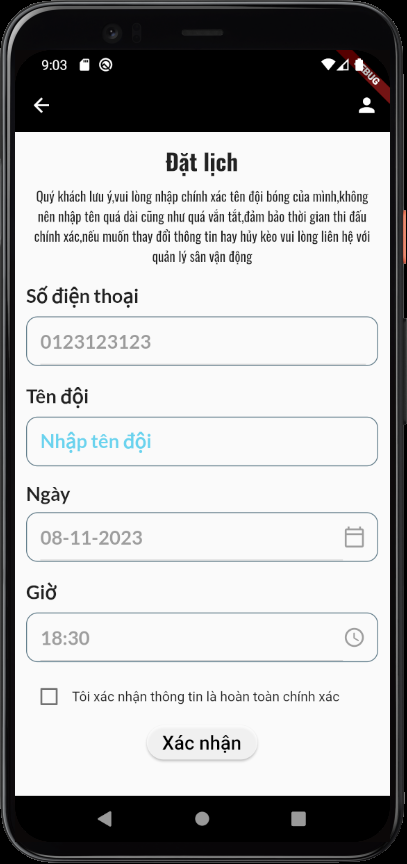 9:03
DEBUG
Đặt lịch
Quý khách lưu ý,vui lòng nhập chính xác tên đội bóng của mình,không
nên nhập tên quá dài cũng như quá vắn tắt,đảm bảo thời gian thi đấu
chính xác,nếu muốn thay đổi thông tin hay hủy kèo vui lòng liên hệ với
quản lý sân vận động
Số điện thoại
0123123123
Tên đội
Nhập tên đội
Ngày
08-11-2023
Giờ
18:30
Tôi xác nhận thông tin là hoàn toàn chính xác
Xác nhận